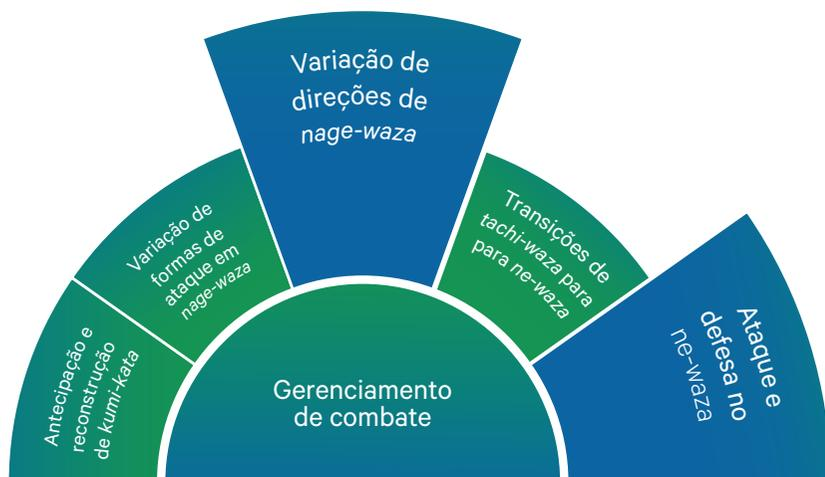 Antecipação e
reconstrução
de kumi-kata
Variação de
formas de
ataque em
nage-waza
Variação de
direções de
nage-waza
Transições de
tachi-waza para
para ne-waza
Ataque e
defesa no
ne-waza
Gerenciamento
de combate